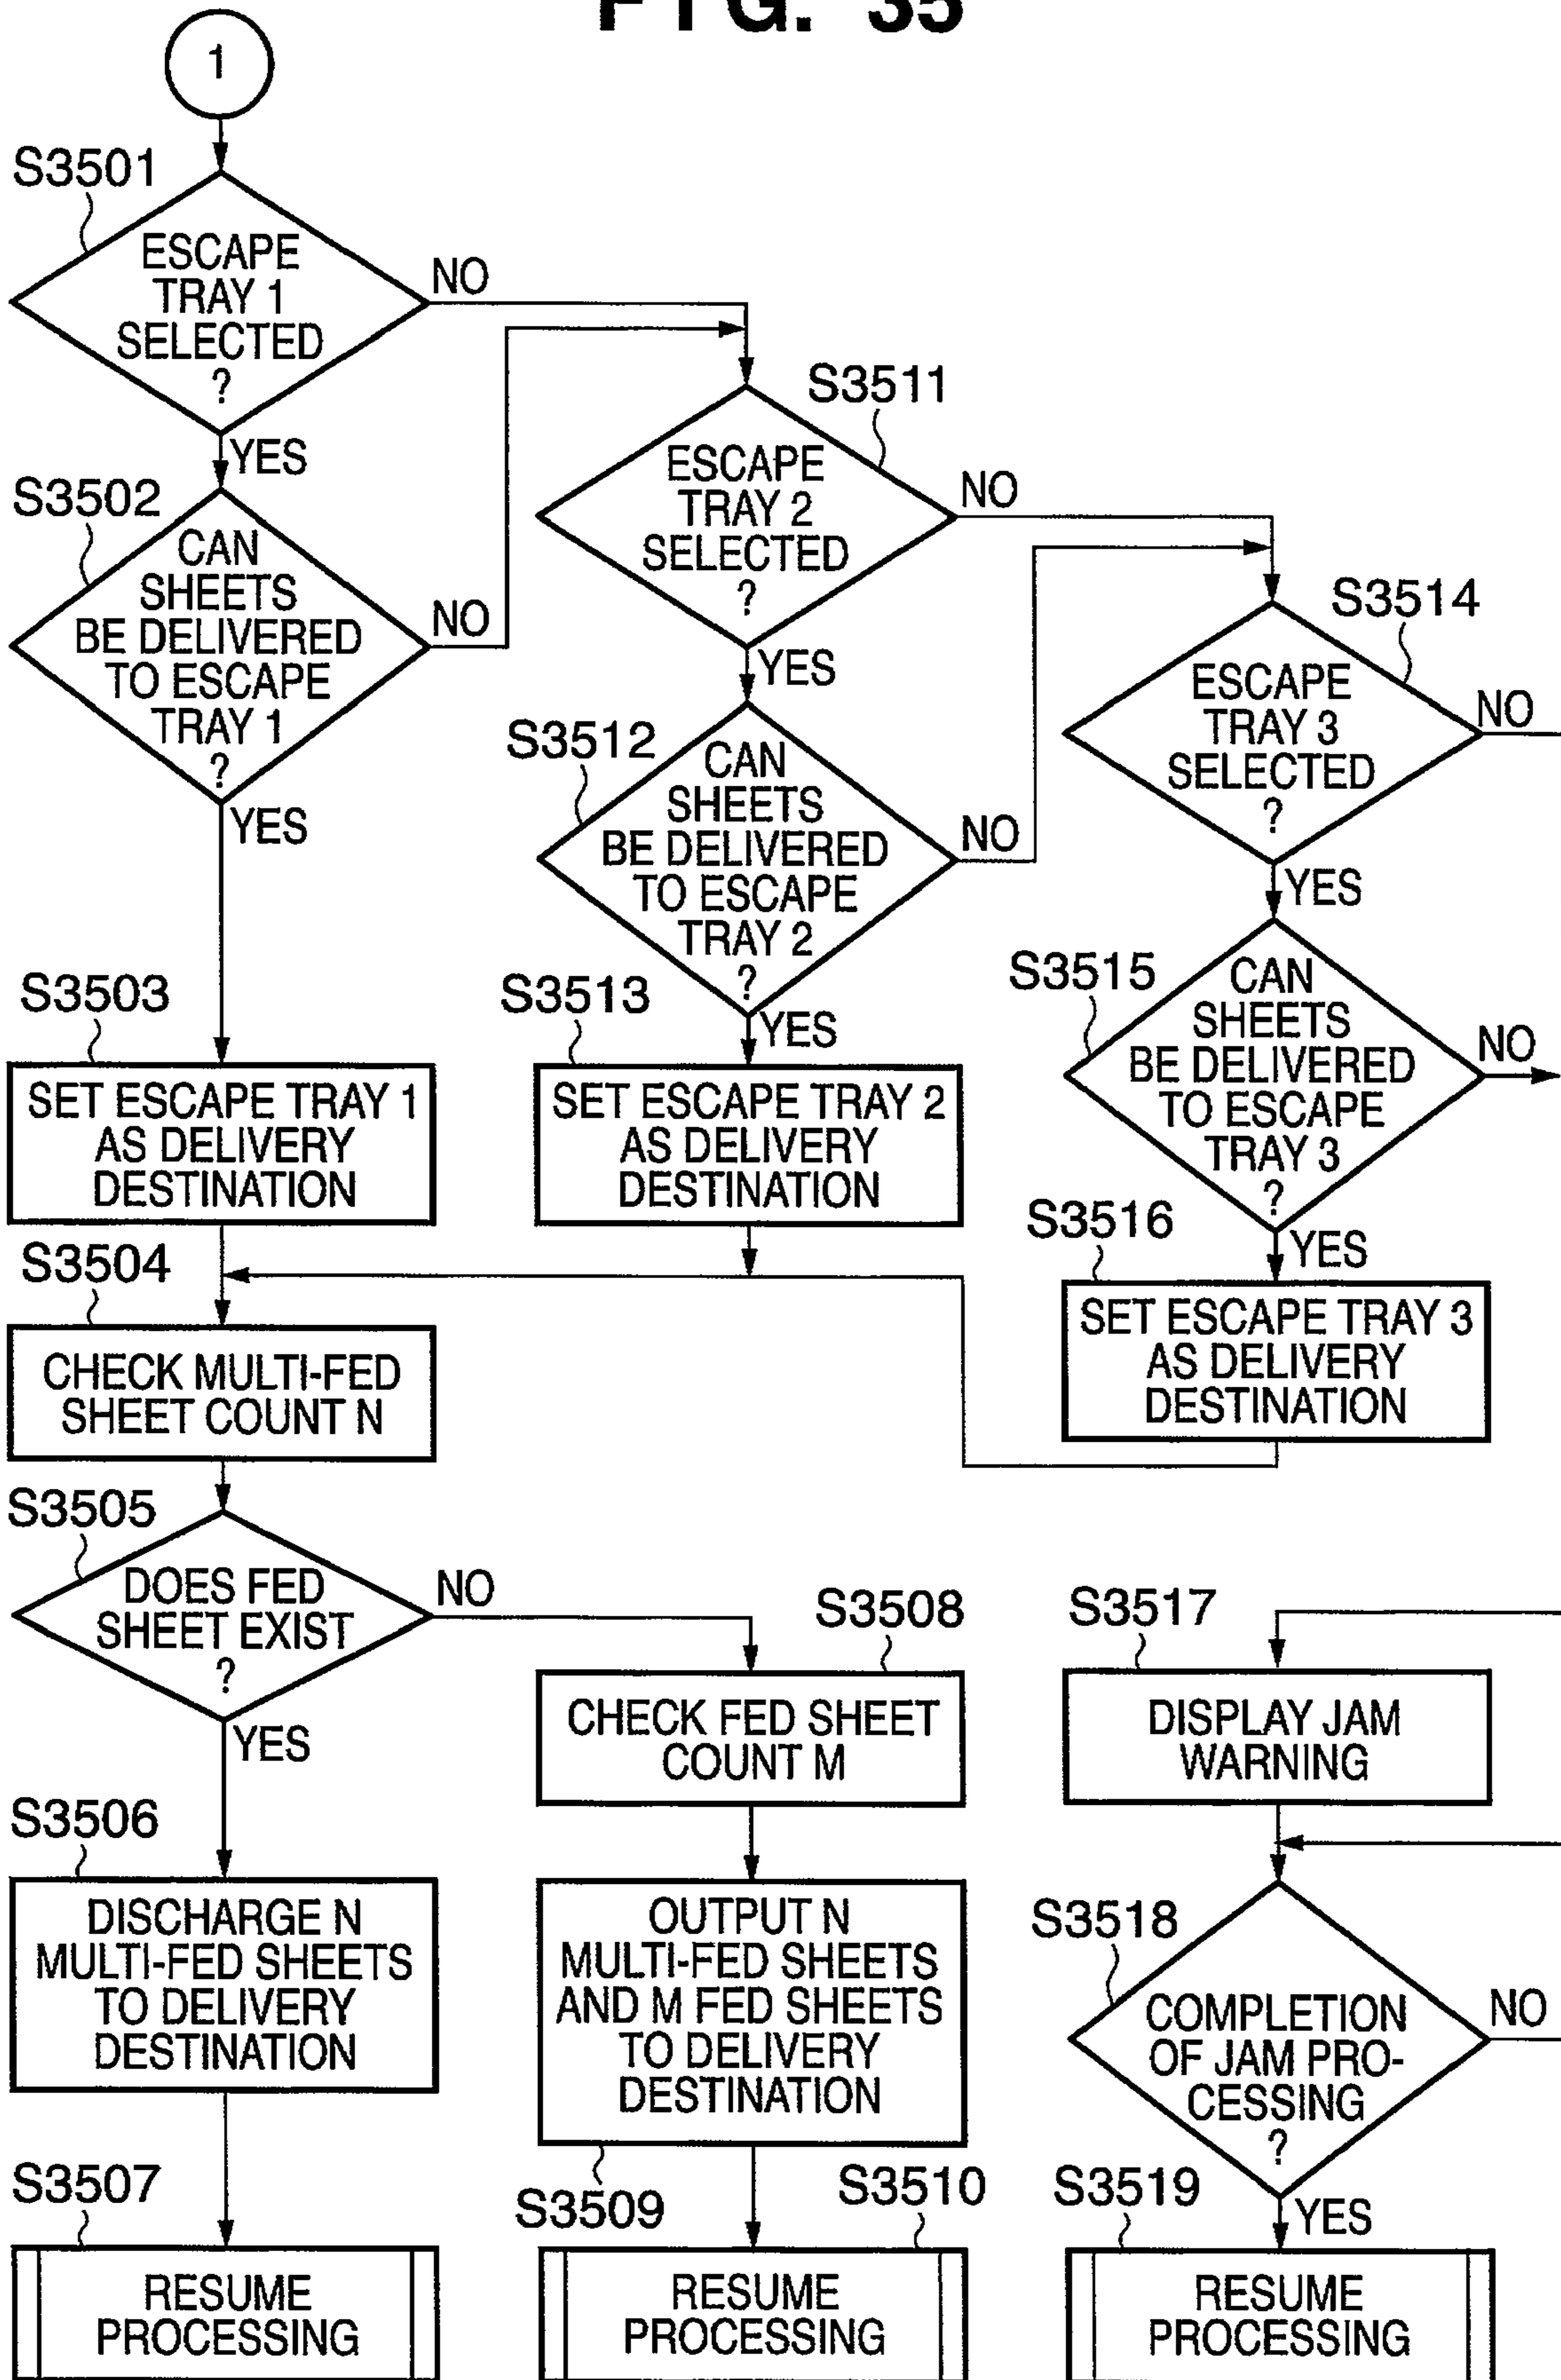 FIG. 35
1
S3501
ESCAPE
TRAY 1
SELECTED
?
NO
YES
S3502
CAN
SHEETS
BE DELIVERED
TO ESCAPE
TRAY 1
?
NO
YES
S3503
SET ESCAPE TRAY 1
AS DELIVERY
DESTINATION
S3511
ESCAPE
TRAY 2
SELECTED
?
NO
YES
S3512
CAN
SHEETS
BE DELIVERED
TO ESCAPE
TRAY 2
?
NO
YES
S3513
SET ESCAPE TRAY 2
AS DELIVERY
DESTINATION
S3514
ESCAPE
TRAY 3
SELECTED
?
NO
YES
S3515
CAN
SHEETS
BE DELIVERED
TO ESCAPE
TRAY 3
?
NO
YES
S3516
SET ESCAPE TRAY 3
AS DELIVERY
DESTINATION
S3504
CHECK MULTI-FED
SHEET COUNT N
S3505
DOES FED
SHEET EXIST
?
NO
YES
S3506
DISCHARGE N
MULTI-FED SHEETS
TO DELIVERY
DESTINATION
S3507
RESUME
PROCESSING
S3508
CHECK FED SHEET
COUNT M
OUTPUT N
MULTI-FED SHEETS
AND M FED SHEETS
TO DELIVERY
DESTINATION
S3509
S3510
RESUME
PROCESSING
S3517
DISPLAY JAM
WARNING
S3518
COMPLETION
OF JAM PRO-
CESSING
?
NO
YES
S3519
RESUME
PROCESSING